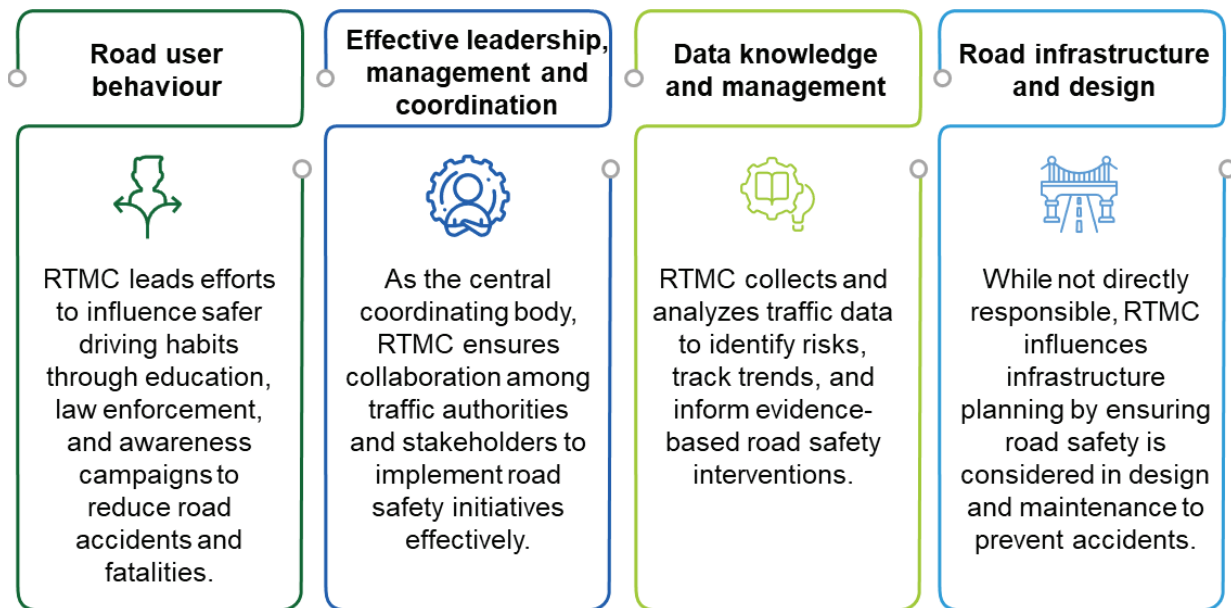 Road user
behaviour
RTMC leads efforts
to influence safer
driving habits
through education,
law enforcement,
and awareness
campaigns to
reduce road
accidents and
fatalities.
Effective leadership,
management and
coordination
As the central
coordinating body,
RTMC ensures
collaboration among
traffic authorities
and stakeholders to
implement road
safety initiatives
effectively.
Data knowledge
and management
RTMC collects and
analyzes traffic data
to identify risks,
track trends, and
inform evidence-
based road safety
interventions.
Road infrastructure
and design
While not directly
responsible, RTMC
influences
infrastructure
planning by ensuring
road safety is
considered in design
and maintenance to
prevent accidents.